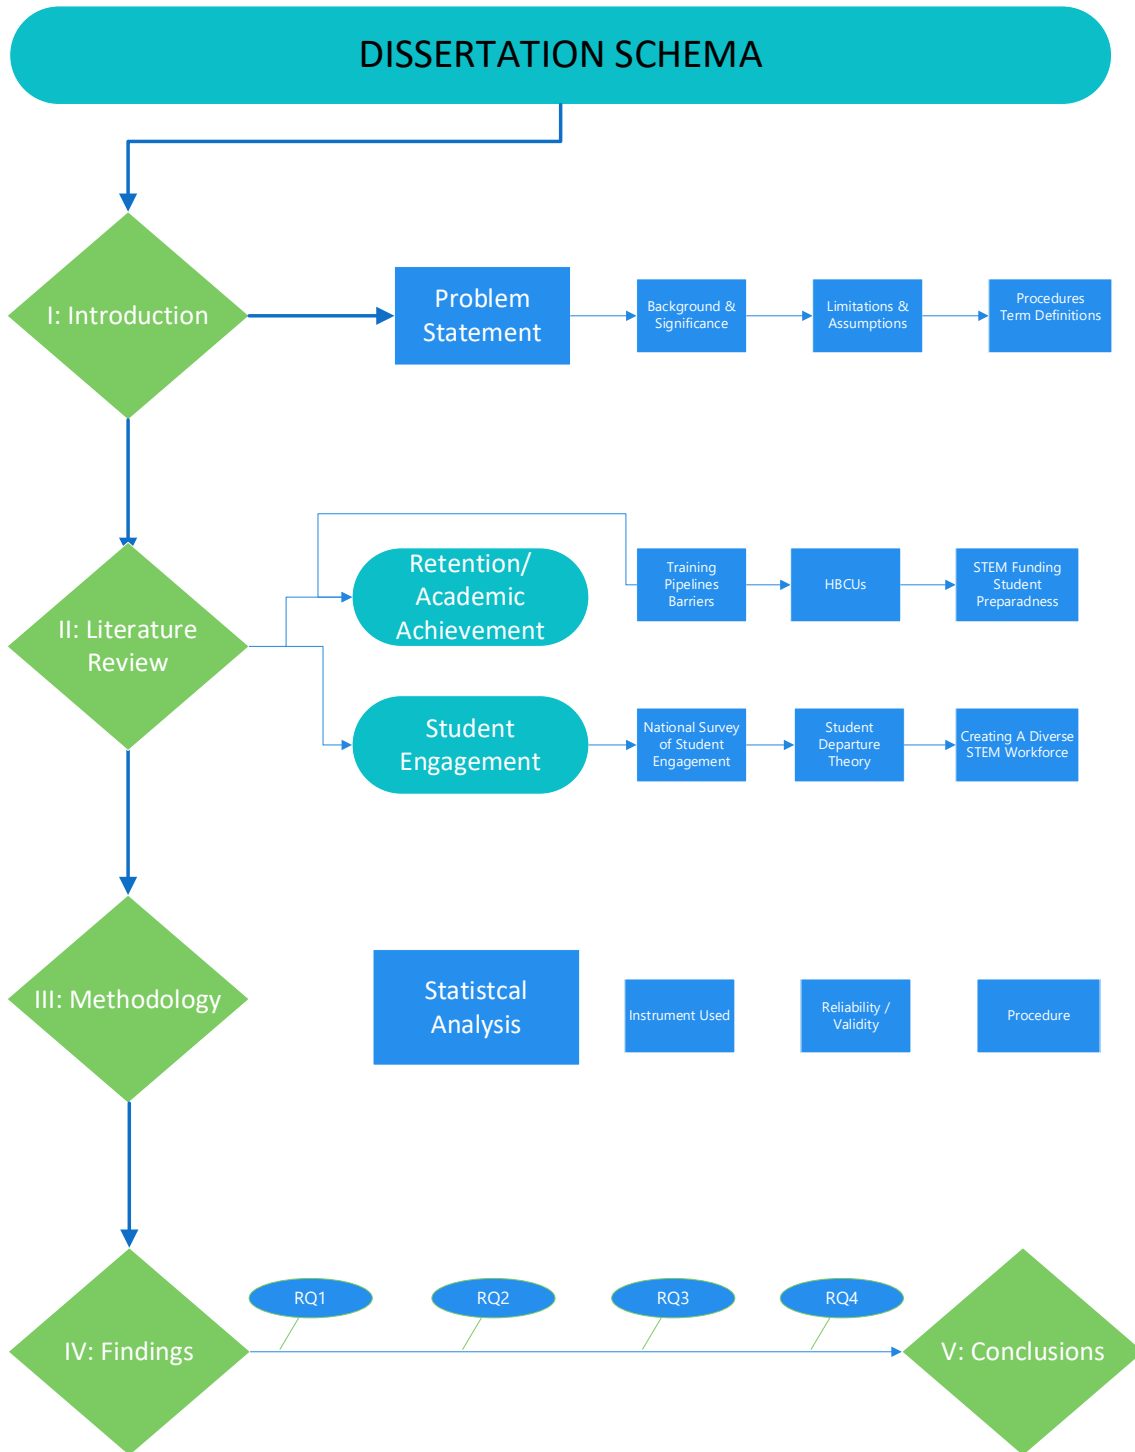 DISSERTATION SCHEMA
I: Introduction
Problem
Statement
Background &
Significance
Limitations &
Assumptions
Procedures
Term Definitions
II: Literature
Review
Retention/
Academic
Achievement
Training
Pipelines
Barriers
HBCUs
STEM Funding
Student
Preparadness
Student
Engagement
National Survey
of Student
Engagement
Student
Departure
Theory
Creating A Diverse
STEM Workforce
III: Methodology
Statistcal
Analysis
Instrument Used
Reliability /
Validity
Procedure
IV: Findings
RQ1
RQ2
RQ3
RQ4
V: Conclusions